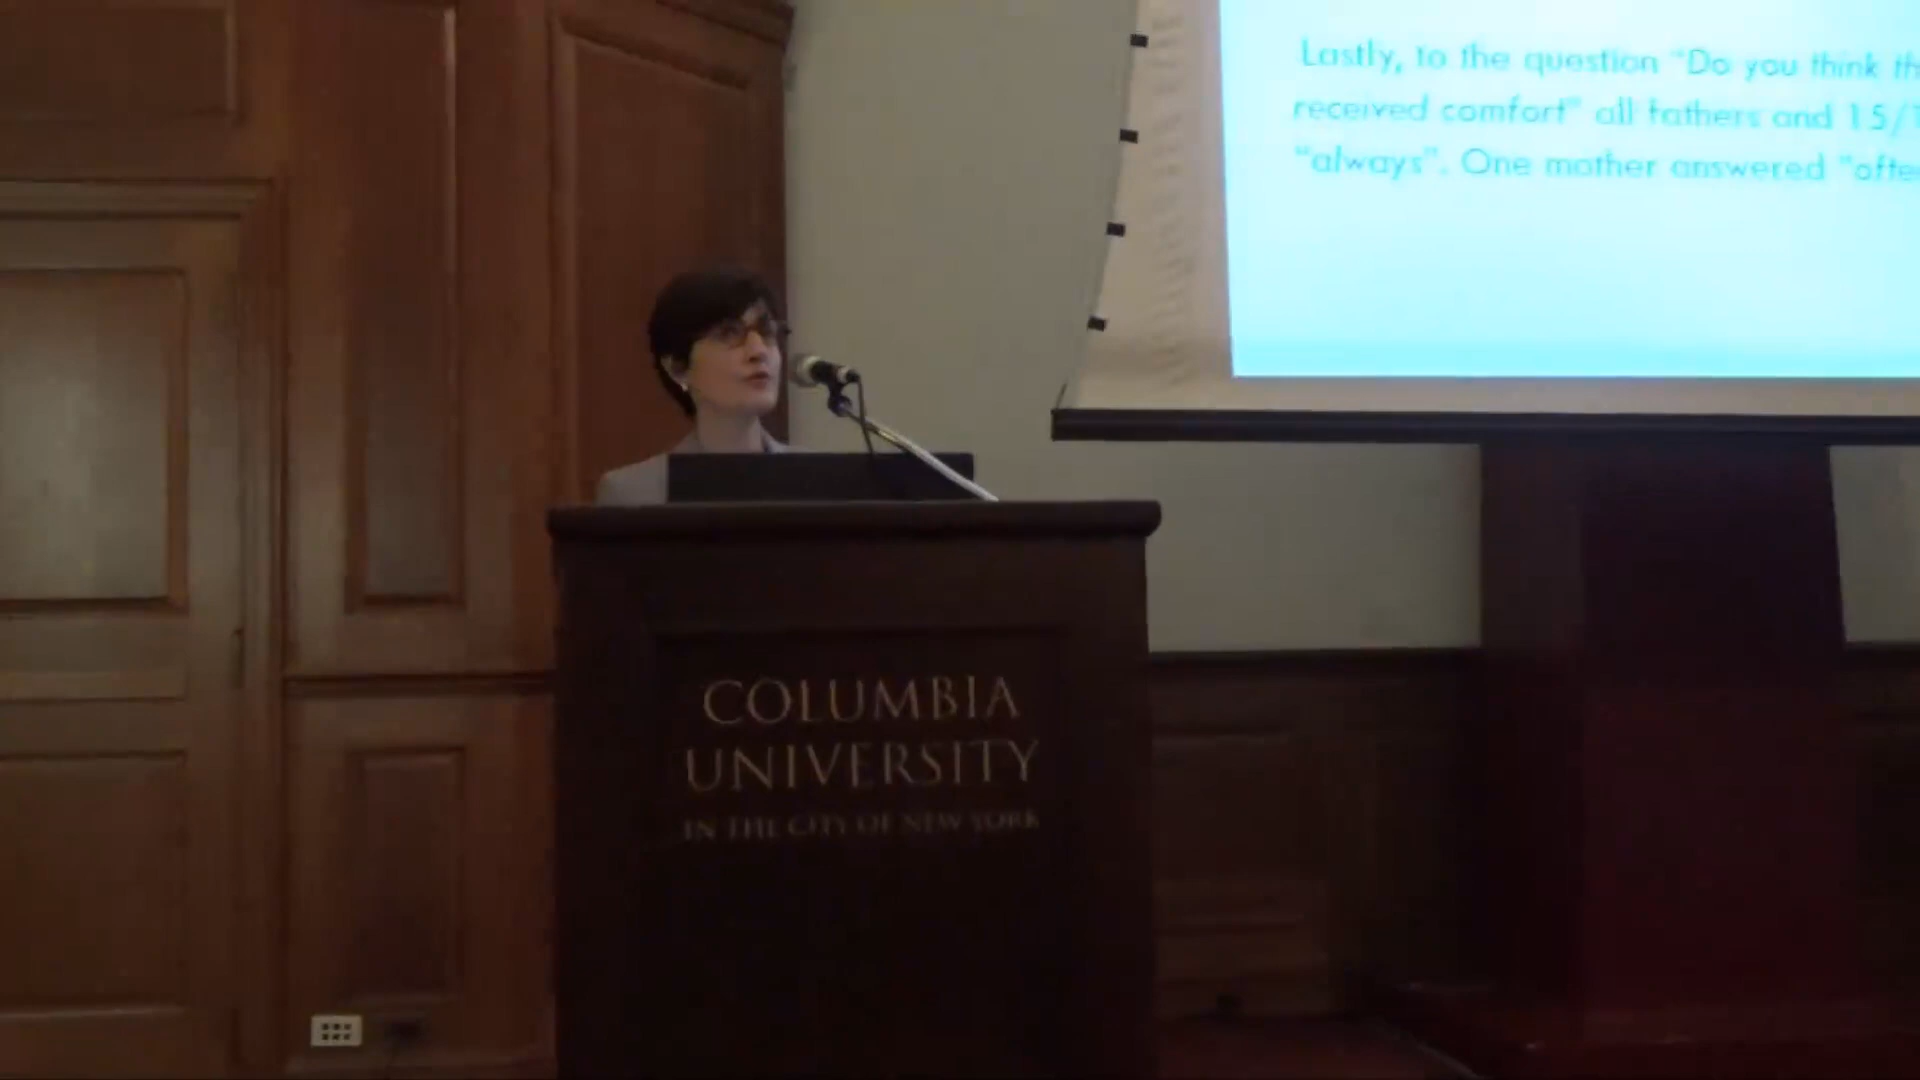 Lastly, to the question "Do you think
received comfort" all fathers and
"always". One mother answered
COLUMBIA
UNIVERSITY
IN THE CITY OF NEW YORK